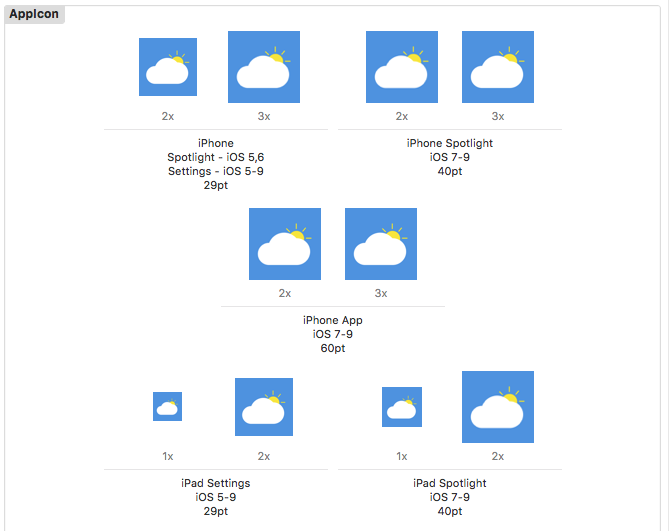 AppIcon
2x
3x
2x
3x
iPhone
Spotlight - iOS 5,6
Settings - iOS 5-9
29pt
iPhone Spotlight
iOS 7-9
40pt
2x
3x
iPhone App
iOS 7-9
60pt
1x
2x
1x
2x
iPad Settings
iOS 5-9
29pt
iPad Spotlight
iOS 7-9
40pt